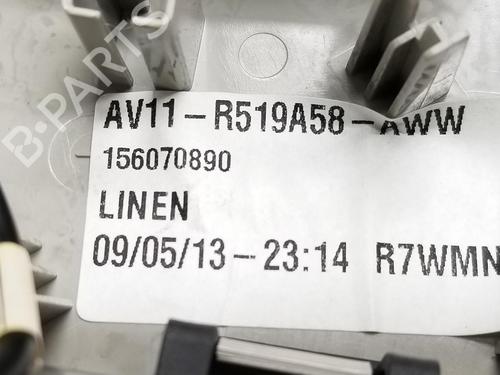 B-PARTS
AV11-R519A58-AWW
156070890
LINEN
09/05/13-23:14 R7WMN